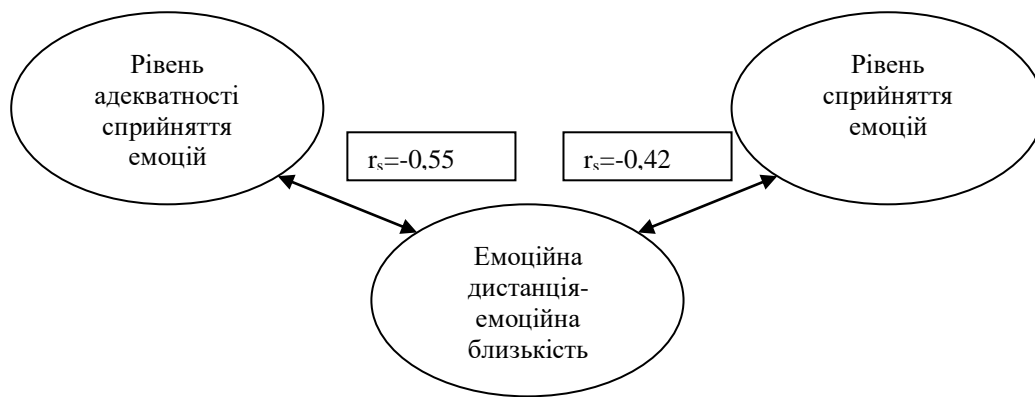 Рівень
адекватності
сприйняття
емоцій
Рівень
сприйняття
емоцій
rₛ=-0,55
rₛ=-0,42
Емоційна
дистанція-
емоційна
близькість